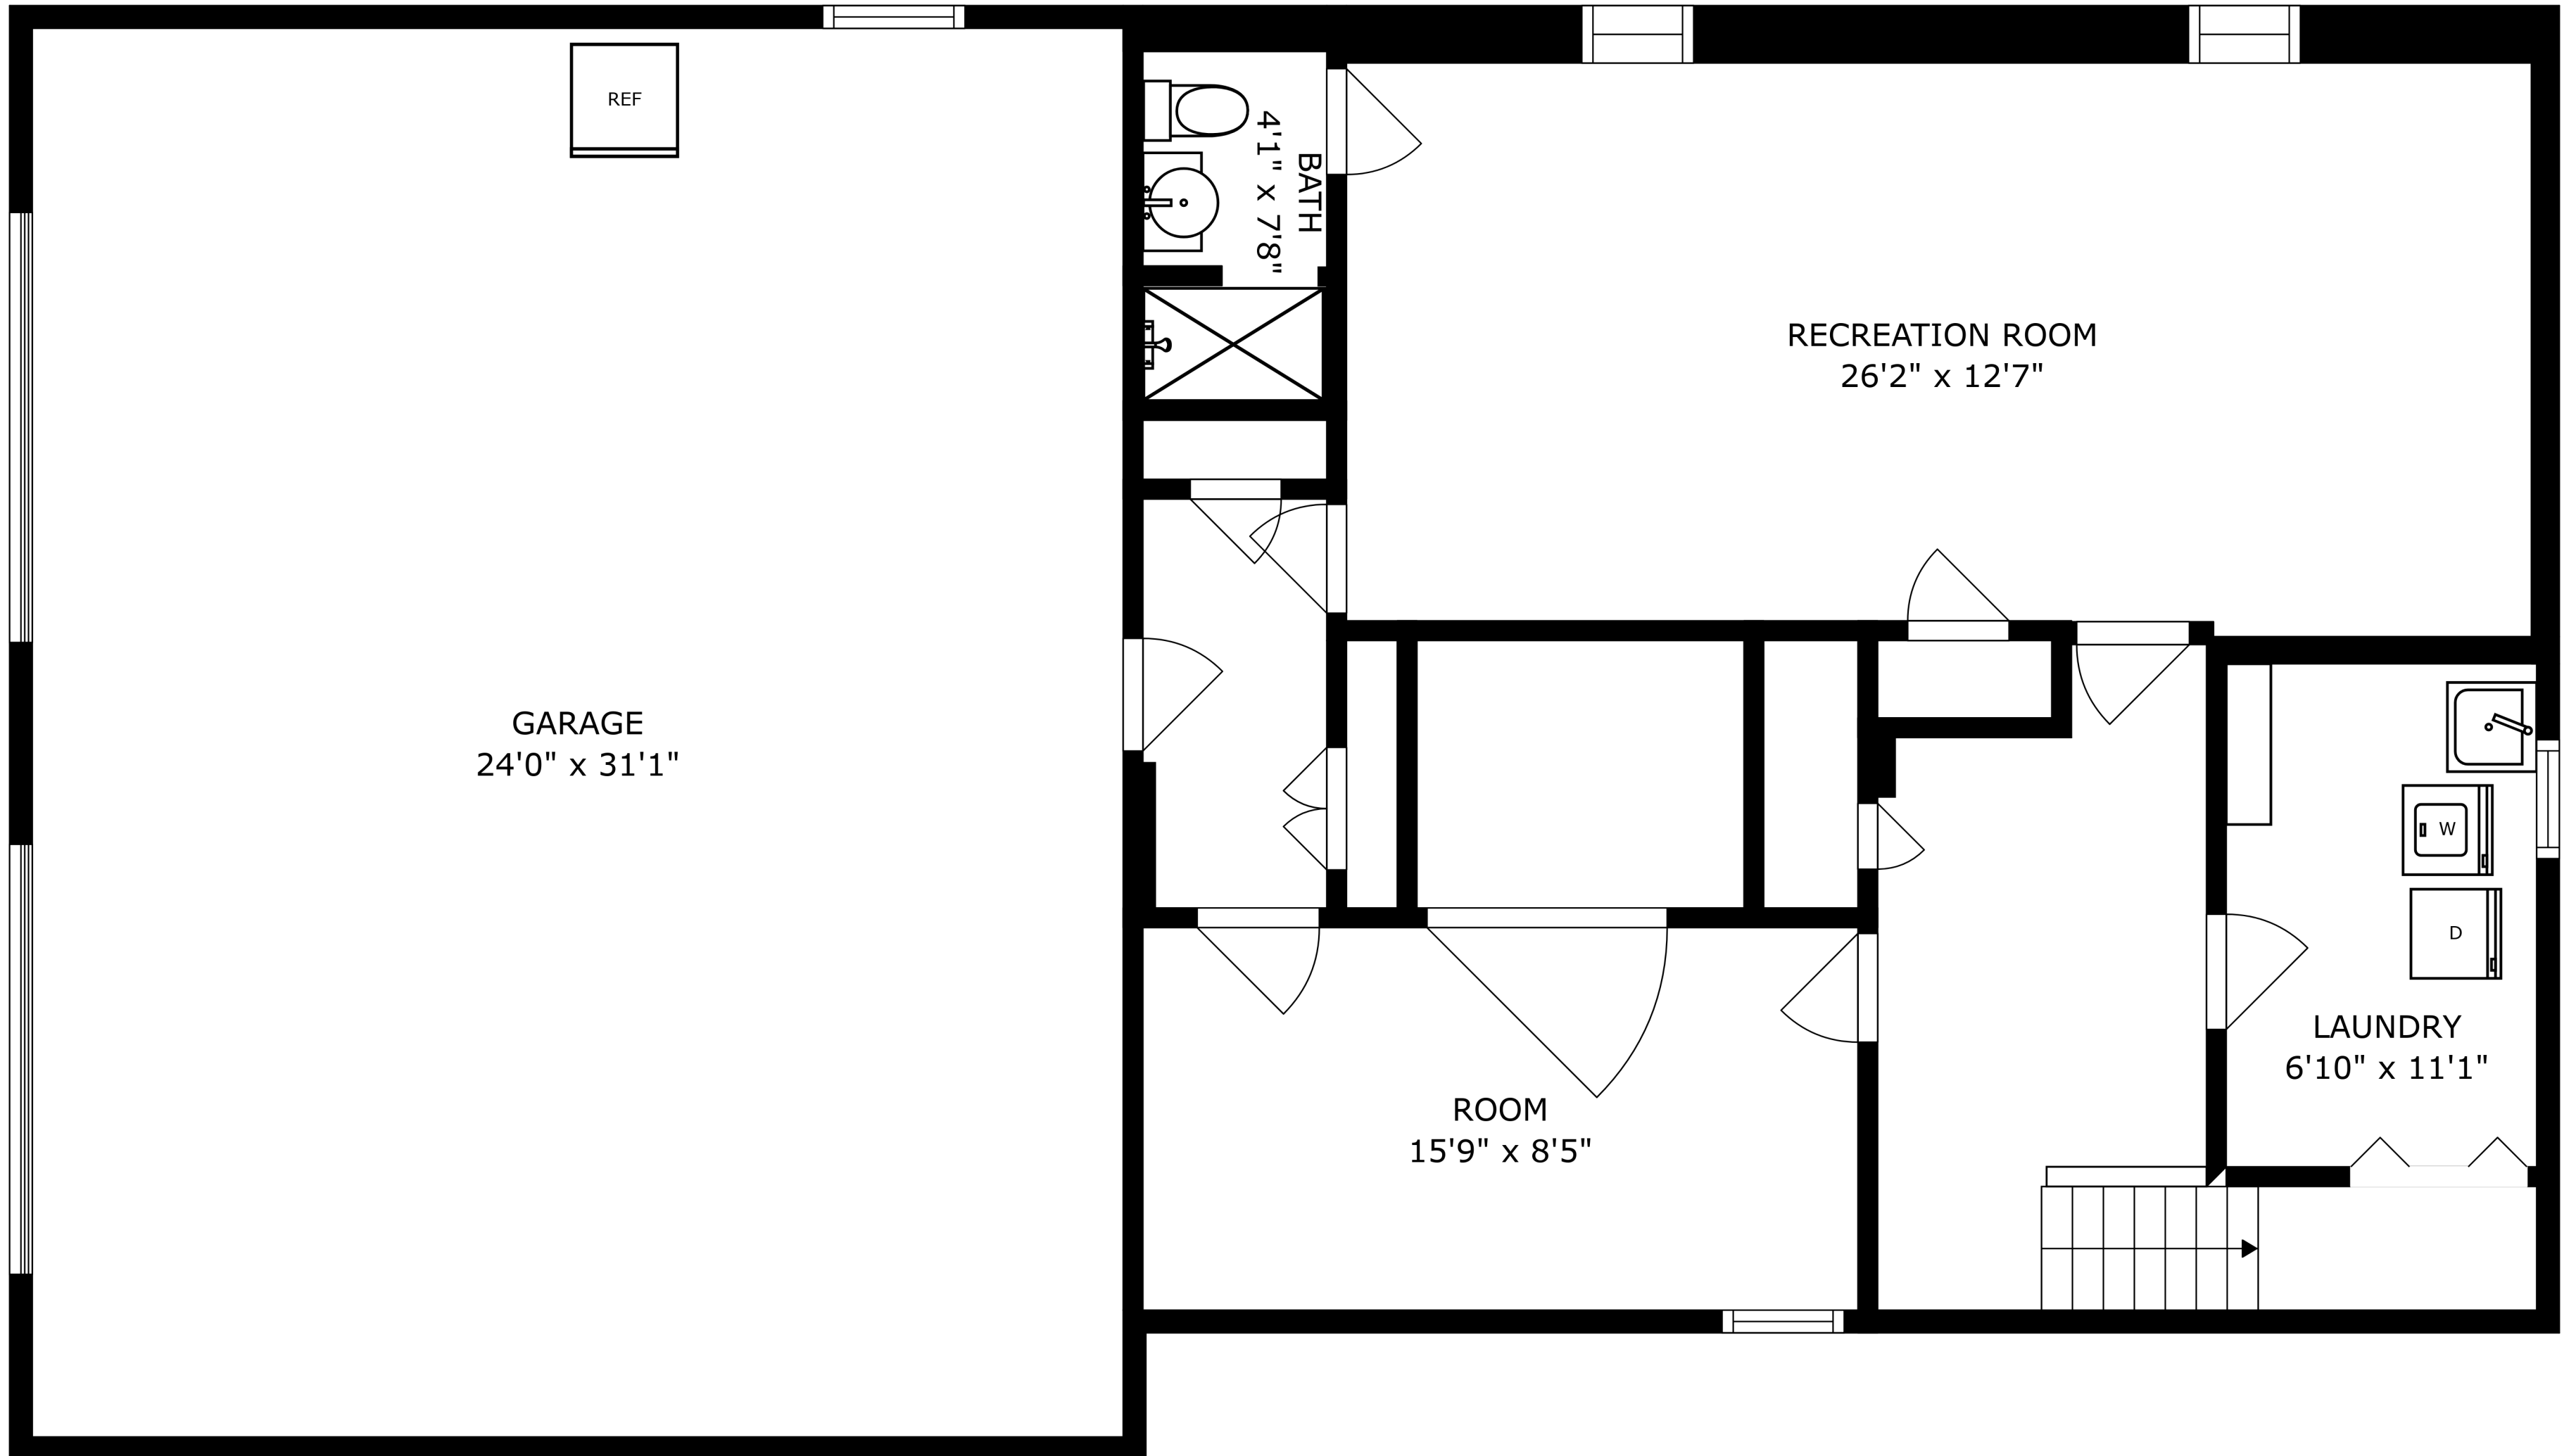 REF
BATH
4'1" x 7'8"
RECREATION ROOM
26'2" x 12'7"
GARAGE
24'0" x 31'1"
W
D
LAUNDRY
6'10" x 11'1"
ROOM
15'9" x 8'5"